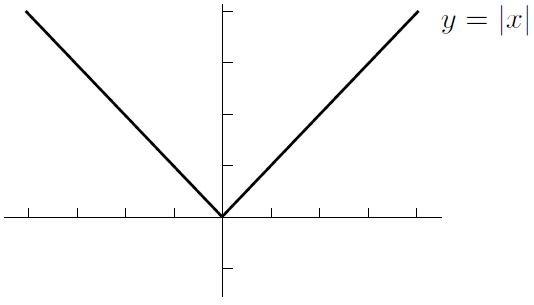 y = |x|